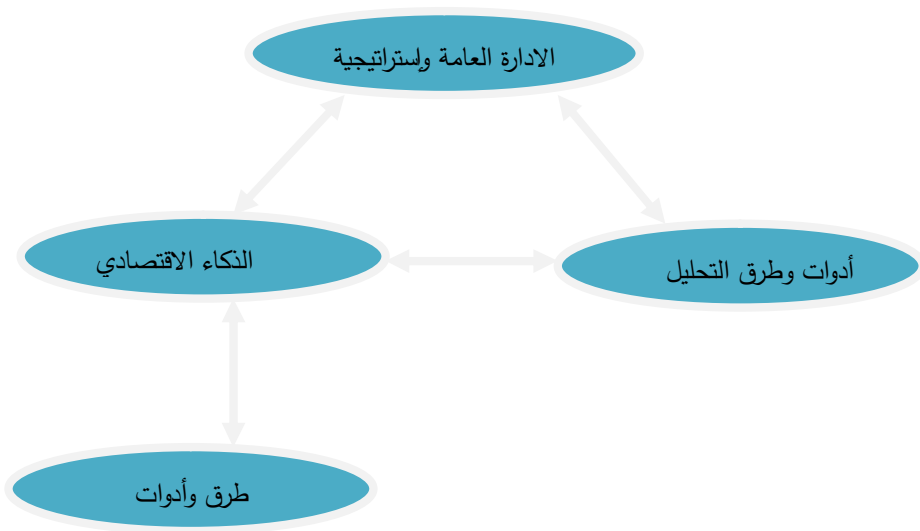 الادارة العامة وإستراتيجية
أدوات وطرق التحليل
الذكاء الاقتصادي
طرق وأدوات